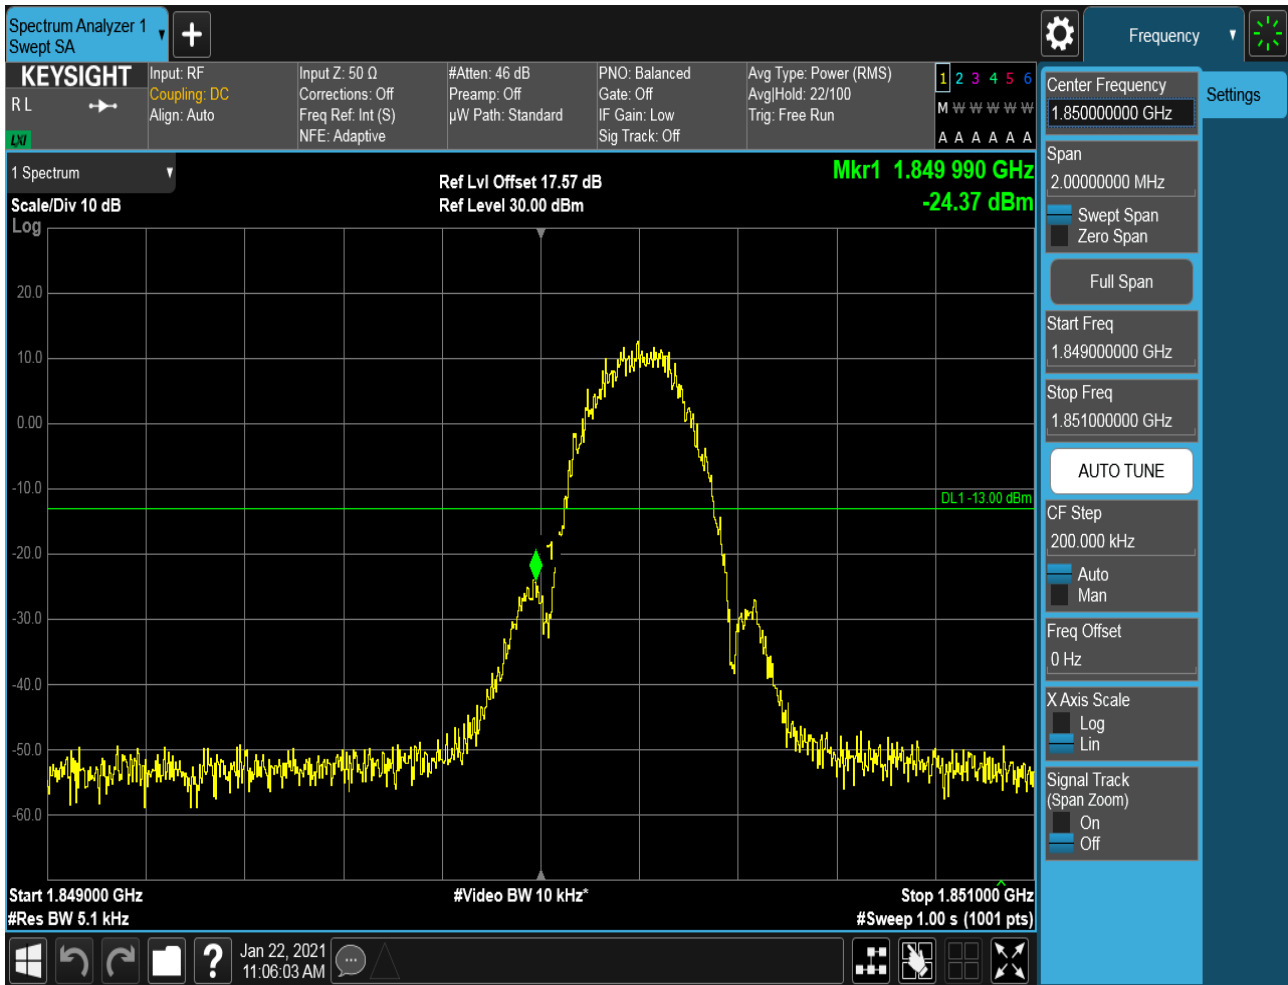 Spectrum Analyzer 1
Swept SA
Frequency
KEYSIGHT
R L
LXI
Input: RF
Coupling: DC
Align: Auto
Input Z: 50 Ω
Corrections: Off
Freq Ref: Int (S)
NFE: Adaptive
#Atten: 46 dB
Preamp: Off
µW Path: Standard
PNO: Balanced
Gate: Off
IF Gain: Low
Sig Track: Off
Avg Type: Power (RMS)
Avg|Hold: 22/100
Trig: Free Run
1 2 3 4 5 6
M W W W W W
A A A A A A
1 Spectrum
Scale/Div 10 dB
Log
Ref Lvl Offset 17.57 dB
Ref Level 30.00 dBm
Mkr1 1.849 990 GHz
-24.37 dBm
20.0
10.0
0.00
-10.0
-20.0
-30.0
-40.0
-50.0
-60.0
DL1 -13.00 dBm
1
Start 1.849000 GHz
#Res BW 5.1 kHz
#Video BW 10 kHz*
Stop 1.851000 GHz
#Sweep 1.00 s (1001 pts)
Jan 22, 2021
11:06:03 AM
Center Frequency
1.850000000 GHz
Span
2.00000000 MHz
Swept Span
Zero Span
Full Span
Start Freq
1.849000000 GHz
Stop Freq
1.851000000 GHz
AUTO TUNE
CF Step
200.000 kHz
Auto
Man
Freq Offset
0 Hz
X Axis Scale
Log
Lin
Signal Track
(Span Zoom)
On
Off
Settings